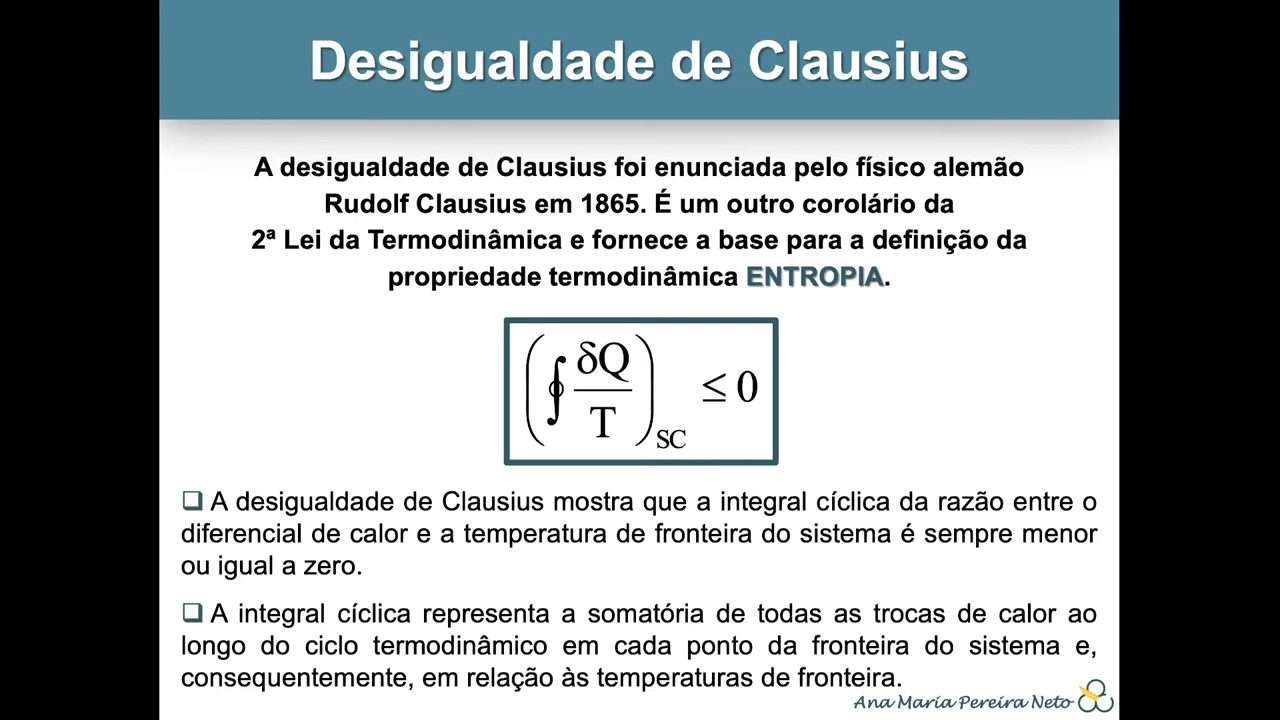 Desigualdade de Clausius
A desigualdade de Clausius foi enunciada pelo físico alemão
Rudolf Clausius em 1865. É um outro corolário da
2ª Lei da Termodinâmica e fornece a base para a definição da
propriedade termodinâmica ENTROPIA.
(∮ δQ/T)SC ≤ 0
❑ A desigualdade de Clausius mostra que a integral cíclica da razão entre o
diferencial de calor e a temperatura de fronteira do sistema é sempre menor
ou igual a zero.
❑ A integral cíclica representa a somatória de todas as trocas de calor ao
longo do ciclo termodinâmico em cada ponto da fronteira do sistema e,
consequentemente, em relação às temperaturas de fronteira.
Ana Maria Pereira Neto